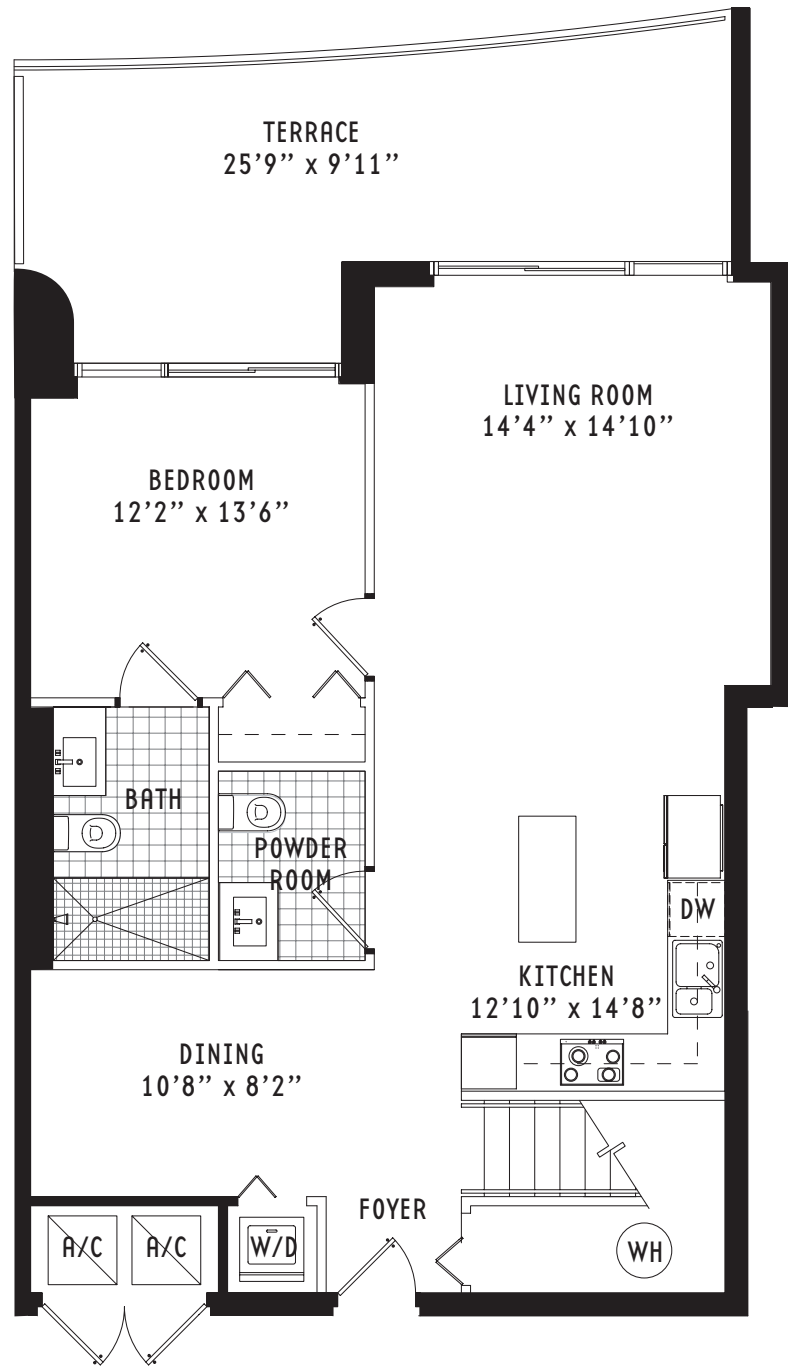 TERRACE
25’9” x 9’11”
LIVING ROOM
14’4” x 14’10”
BEDROOM
12’2” x 13’6”
BATH
POWDER
ROOM
DW
KITCHEN
12’10” x 14’8”
DINING
10’8” x 8’2”
FOYER
A/C
A/C
W/D
WH